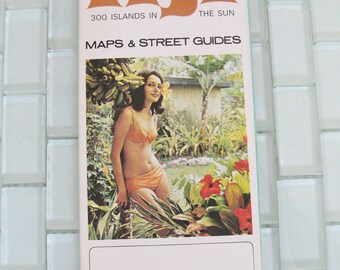 300 ISLANDS IN THE SUN
MAPS & STREET GUIDES